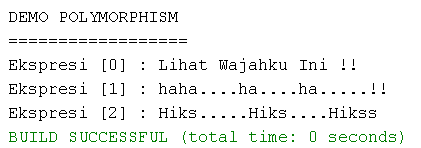 DEMO POLYMORPHISM
==================
Ekspresi [0] : Lihat Wajahku Ini !!
Ekspresi [1] : haha....ha....ha.....!!
Ekspresi [2] : Hiks.....Hiks....Hikss
BUILD SUCCESSFUL (total time: 0 seconds)